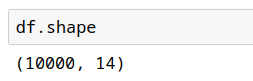 df.shape
(10000, 14)